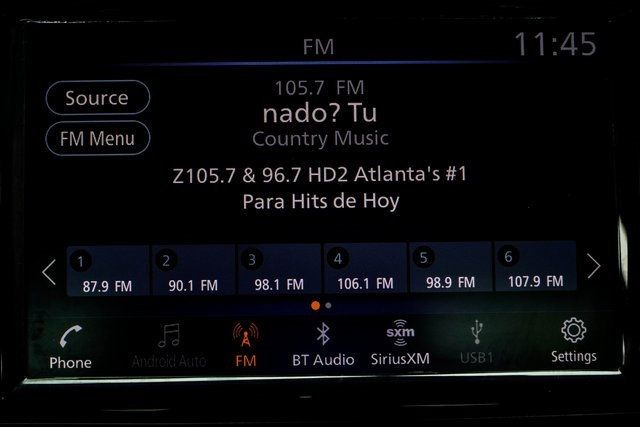 FM
11:45
Source
105.7 FM
nado? Tu
FM Menu
Country Music
Z105.7 & 96.7 HD2 Atlanta's #1
Para Hits de Hoy
1 2 3 4 5 6
87.9 FM 90.1 FM 98.1 FM 106.1 FM 98.9 FM 107.9 FM
sxm
Phone Android Auto FM BT Audio SiriusXM USB1 Settings